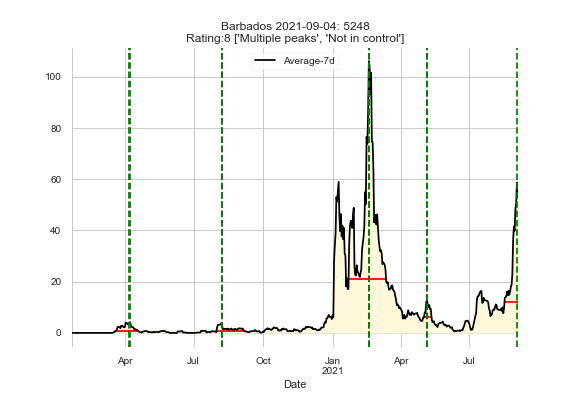 Barbados 2021-09-04: 5248
Rating:8 ['Multiple peaks', 'Not in control']
Average-7d
100
80
60
40
20
0
Apr Jul Oct Jan Apr Jul
2021
Date